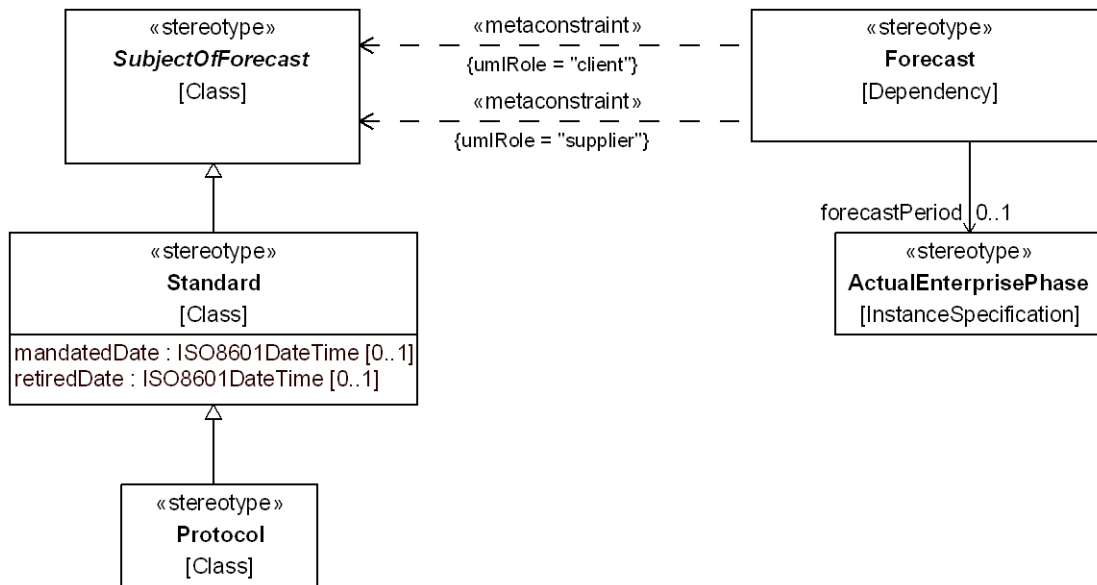 «stereotype»
SubjectOfForecast
[Class]
«metaconstraint»
{umlRole = "client"}
«metaconstraint»
{umlRole = "supplier"}
«stereotype»
Forecast
[Dependency]
forecastPeriod 0..1
«stereotype»
Standard
[Class]
mandatedDate : ISO8601DateTime [0..1]
retiredDate : ISO8601DateTime [0..1]
«stereotype»
ActualEnterprisePhase
[InstanceSpecification]
«stereotype»
Protocol
[Class]